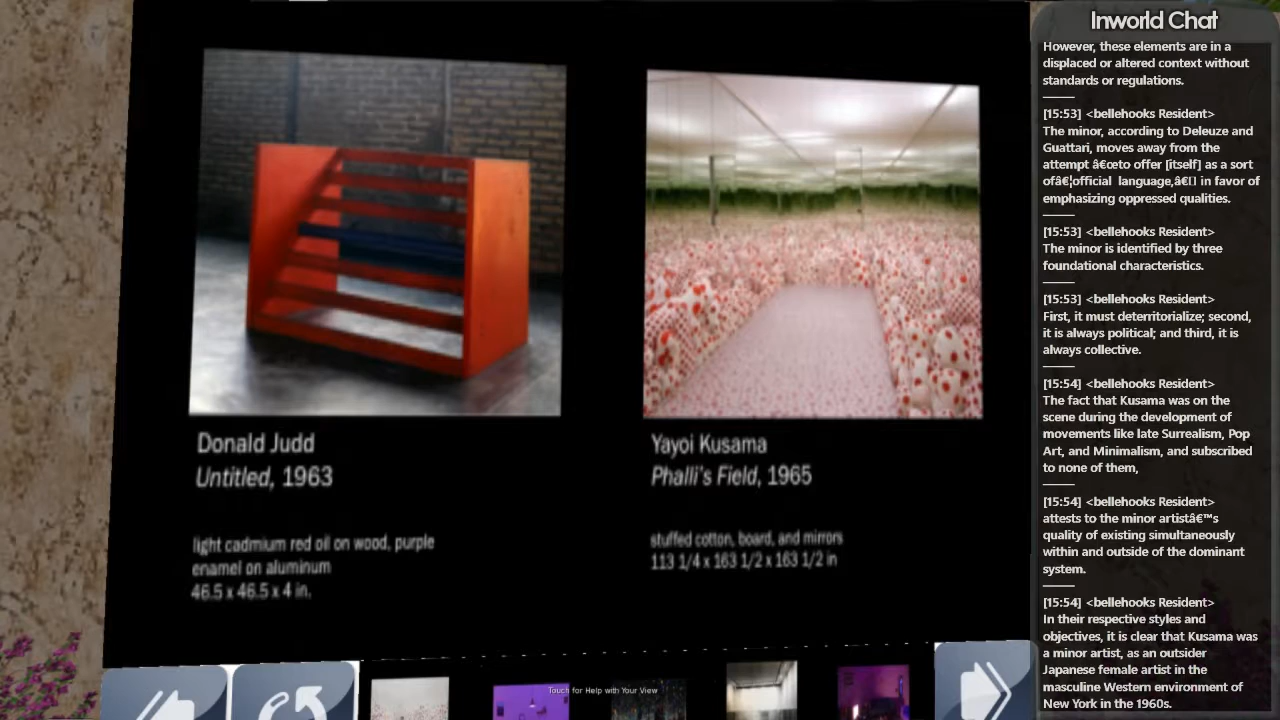 Donald Judd
Untitled, 1963
light cadmium red oil on wood, purple
enamel on aluminum
46.5 x 46.5 x 4 in.
Yayoi Kusama
Phalli's Field, 1965
stuffed cotton, board, and mirrors
113 1/4 x 163 1/2 x 163 1/2 in
Touch for Help with Your View
Inworld Chat
However, these elements are in a
displaced or altered context without
standards or regulations.
[15:53] <bellehooks Resident>
The minor, according to Deleuze and
Guattari, moves away from the
attempt â€œto offer [itself] as a sort
ofâ€¦official language,â€ in favor of
emphasizing oppressed qualities.
[15:53] <bellehooks Resident>
The minor is identified by three
foundational characteristics.
[15:53] <bellehooks Resident>
First, it must deterritorialize; second,
it is always political; and third, it is
always collective.
[15:54] <bellehooks Resident>
The fact that Kusama was on the
scene during the development of
movements like late Surrealism, Pop
Art, and Minimalism, and subscribed
to none of them,
[15:54] <bellehooks Resident>
attests to the minor artistâ€™s
quality of existing simultaneously
within and outside of the dominant
system.
[15:54] <bellehooks Resident>
In their respective styles and
objectives, it is clear that Kusama was
a minor artist, as an outsider
Japanese female artist in the
masculine Western environment of
New York in the 1960s.